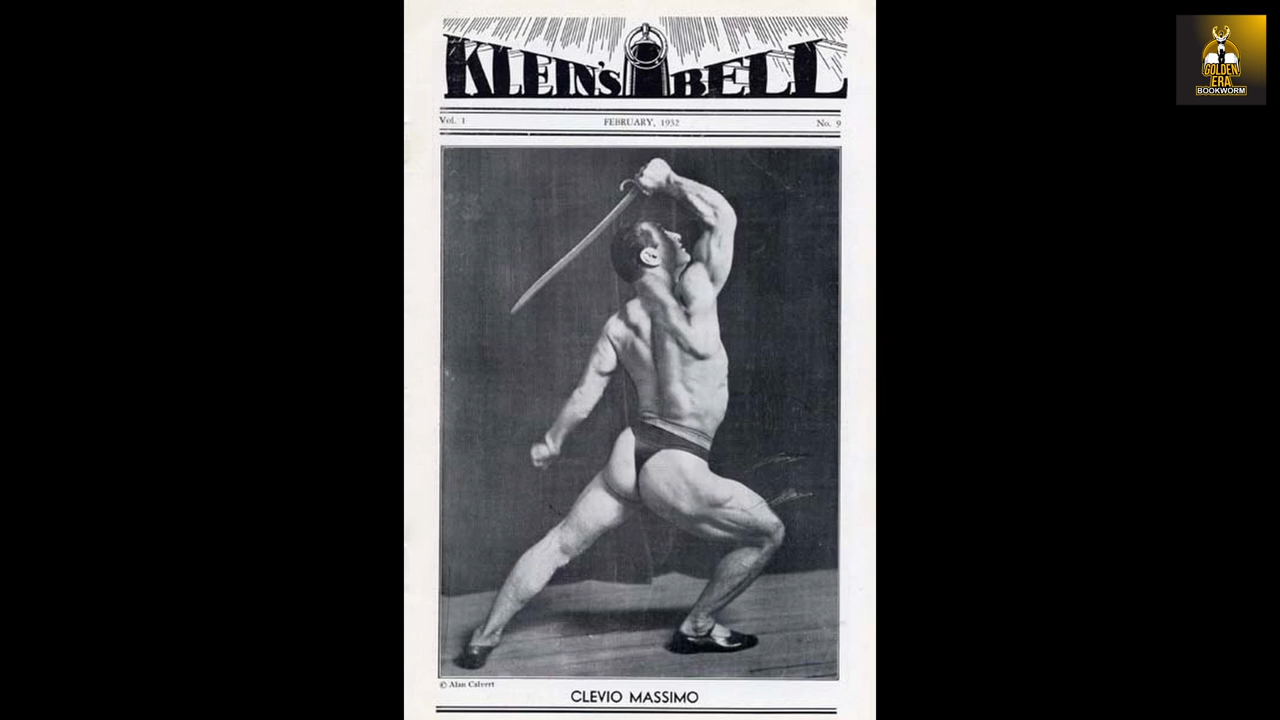 KLEIN'S BELL
Vol. 1 FEBRUARY, 1932 No. 9
© Alan Calvert
CLEVIO MASSIMO
GOLDEN
ERA
BOOKWORM